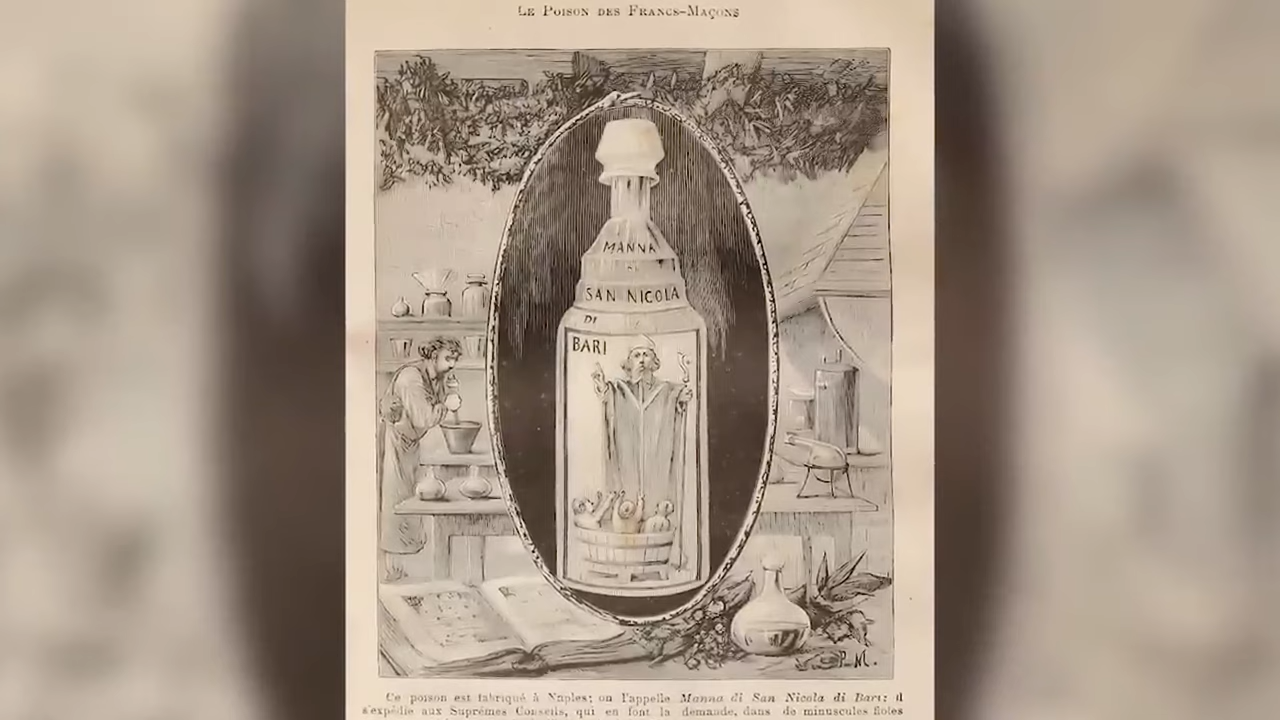 LE POISON DES FRANCS-MAÇONS
MANNA
SAN NICOLA
DI
BARI
P. M.
Ce poison est fabriqué à Naples; on l'appelle Manna di San Nicola di Bari: il
s'expédie aux Suprêmes Conseils, qui en font la demande, dans de minuscules fioles